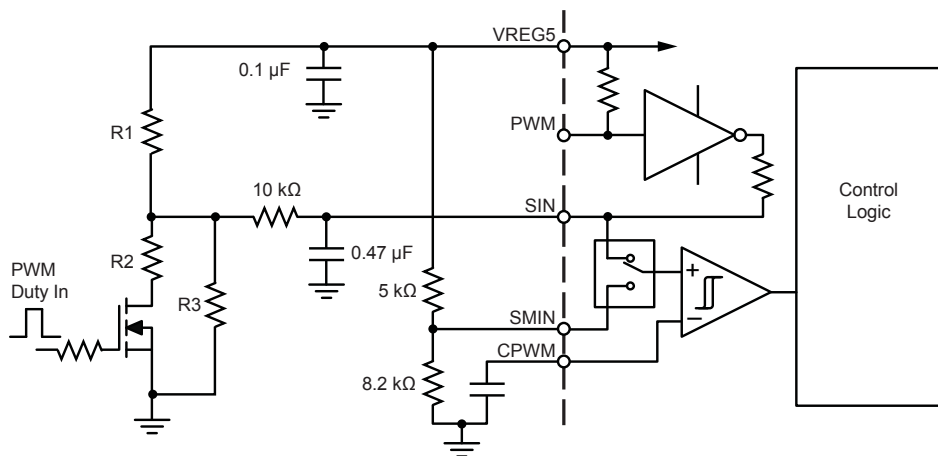 VREG5
0.1 µF
R1
PWM
10 kΩ
SIN
Control
Logic
R2
0.47 µF
PWM
Duty In
R3
5 kΩ
+
SMIN
−
CPWM
8.2 kΩ